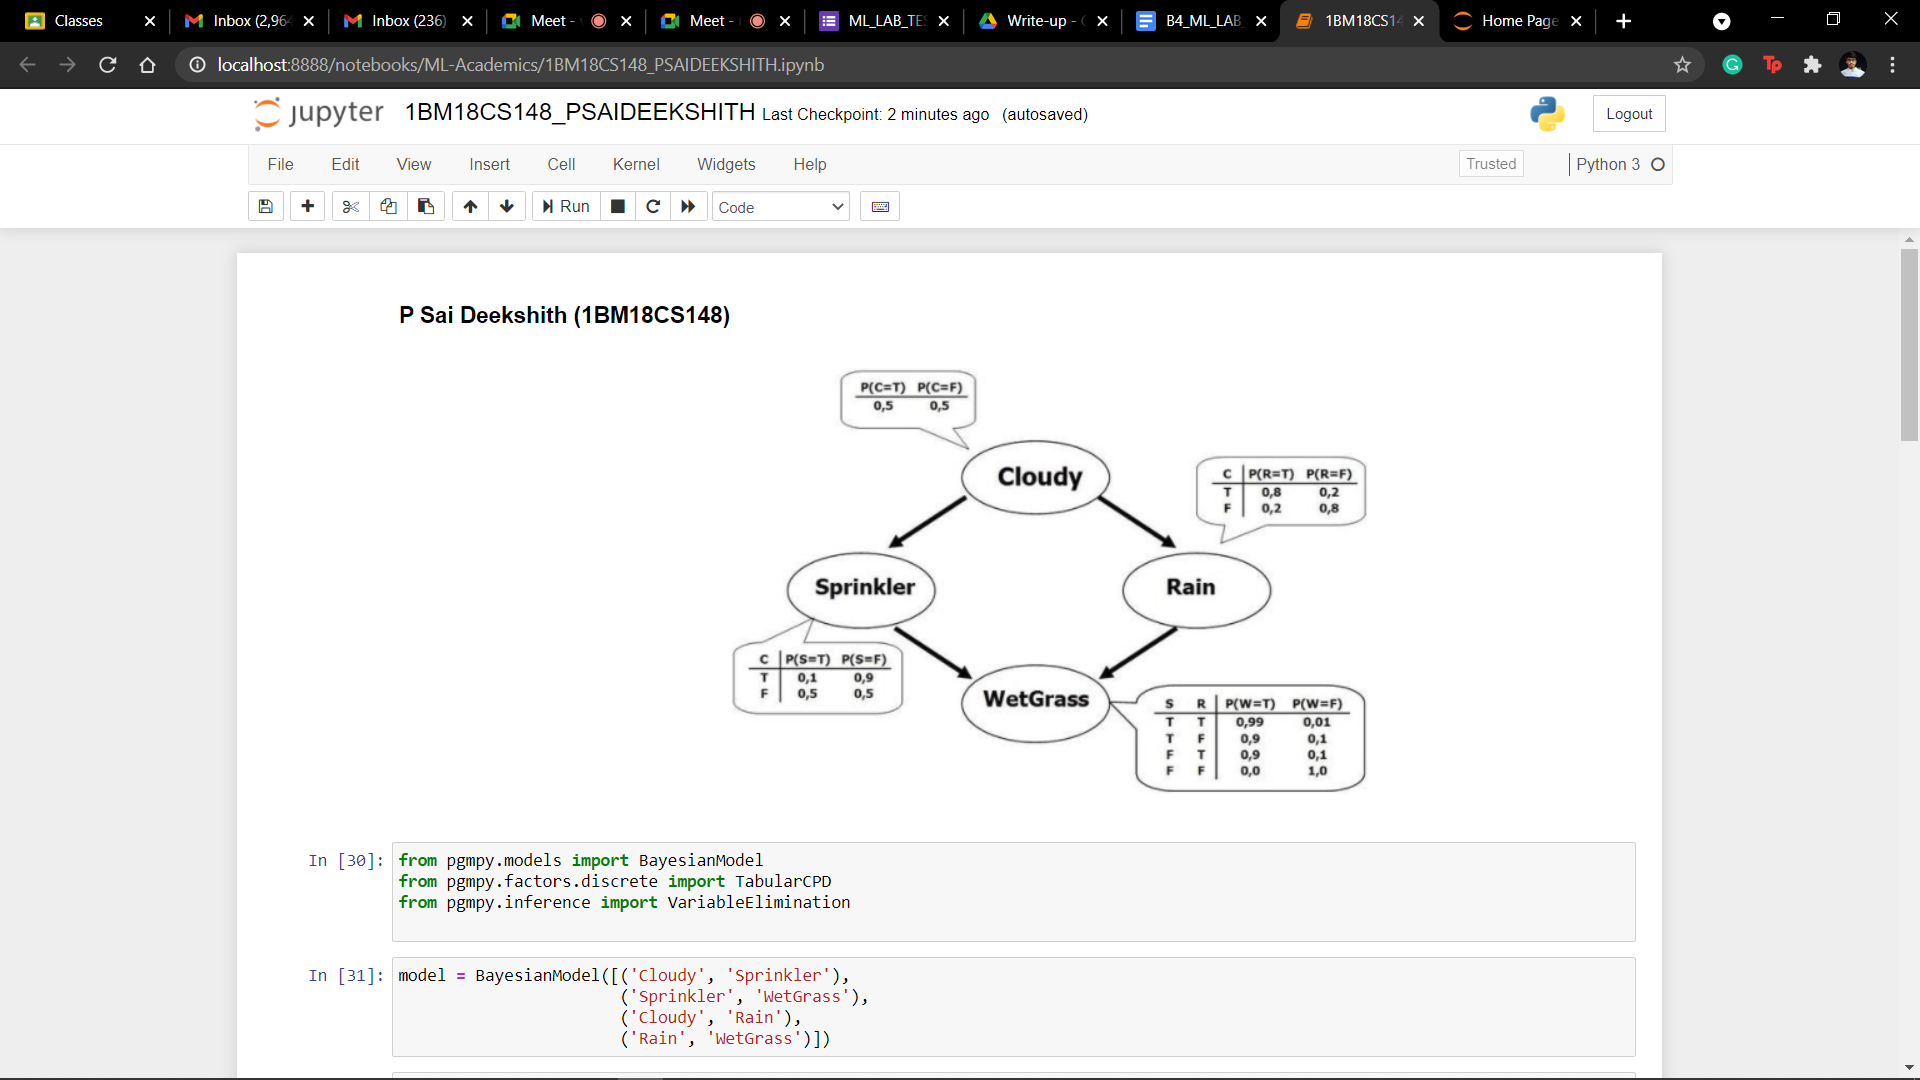 Classes
Inbox (2,964
Inbox (236)
Meet -
Meet -
ML_LAB_TES
Write-up -
B4_ML_LAB
1BM18CS14
Home Page
localhost:8888/notebooks/ML-Academics/1BM18CS148_PSAIDEEKSHITH.ipynb
jupyter 1BM18CS148_PSAIDEEKSHITH Last Checkpoint: 2 minutes ago (autosaved)
Logout
File Edit View Insert Cell Kernel Widgets Help
Trusted
Python 3
Run
Code
P Sai Deekshith (1BM18CS148)
P(C=T) P(C=F)
0,5 0,5
Cloudy
C P(R=T) P(R=F)
T 0,8 0,2
F 0,2 0,8
Sprinkler
Rain
C P(S=T) P(S=F)
T 0,1 0,9
F 0,5 0,5
WetGrass
S R P(W=T) P(W=F)
T T 0,99 0,01
T F 0,9 0,1
F T 0,9 0,1
F F 0,0 1,0
In [30]: from pgmpy.models import BayesianModel
from pgmpy.factors.discrete import TabularCPD
from pgmpy.inference import VariableElimination
In [31]: model = BayesianModel([('Cloudy', 'Sprinkler'),
('Sprinkler', 'WetGrass'),
('Cloudy', 'Rain'),
('Rain', 'WetGrass')])